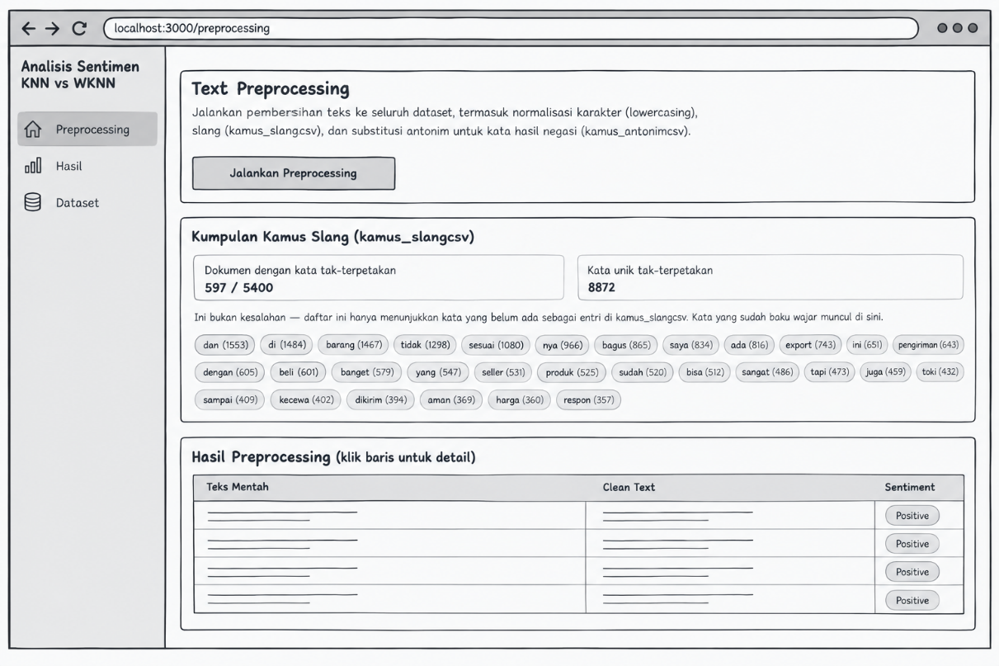 localhost:3000/preprocessing
Analisis Sentimen
KNN vs WKNN
Preprocessing
Hasil
Dataset
Text Preprocessing
Jalankan pembersihan teks ke seluruh dataset, termasuk normalisasi karakter (lowercasing),
slang (kamus_slangcsv), dan substitusi antonim untuk kata hasil negasi (kamus_antonimcsv).
Jalankan Preprocessing
Kumpulan Kamus Slang (kamus_slangcsv)
Dokumen dengan kata tak-terpetakan
597 / 5400
Kata unik tak-terpetakan
8872
Ini bukan kesalahan — daftar ini hanya menunjukkan kata yang belum ada sebagai entri di kamus_slangcsv. Kata yang sudah baku wajar muncul di sini.
dan (1553) di (1484) barang (1467) tidak (1298) sesuai (1080) nya (966) bagus (865) saya (834) ada (816) export (743) ini (651) pengiriman (643)
dengan (605) beli (601) banget (579) yang (547) seller (531) produk (525) sudah (520) bisa (512) sangat (486) tapi (473) juga (459) toki (432)
sampai (409) kecewa (402) dikirim (394) aman (369) harga (360) respon (357)
Hasil Preprocessing (klik baris untuk detail)
Teks Mentah Clean Text Sentiment
Positive
Positive
Positive
Positive